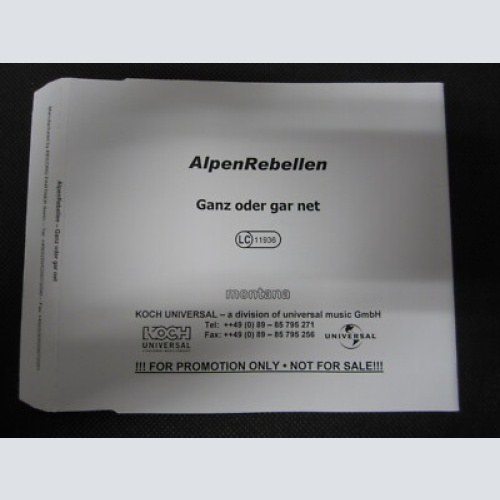 AlpenRebellen
Ganz oder gar net
LC 11936
montana
KOCH UNIVERSAL – a division of universal music GmbH
Tel: ++49 (0) 89 – 85 795 271
Fax: ++49 (0) 89 – 85 795 256
KOCH
UNIVERSAL
UNIVERSAL
!!! FOR PROMOTION ONLY • NOT FOR SALE!!!
AlpenRebellen - Ganz oder gar net